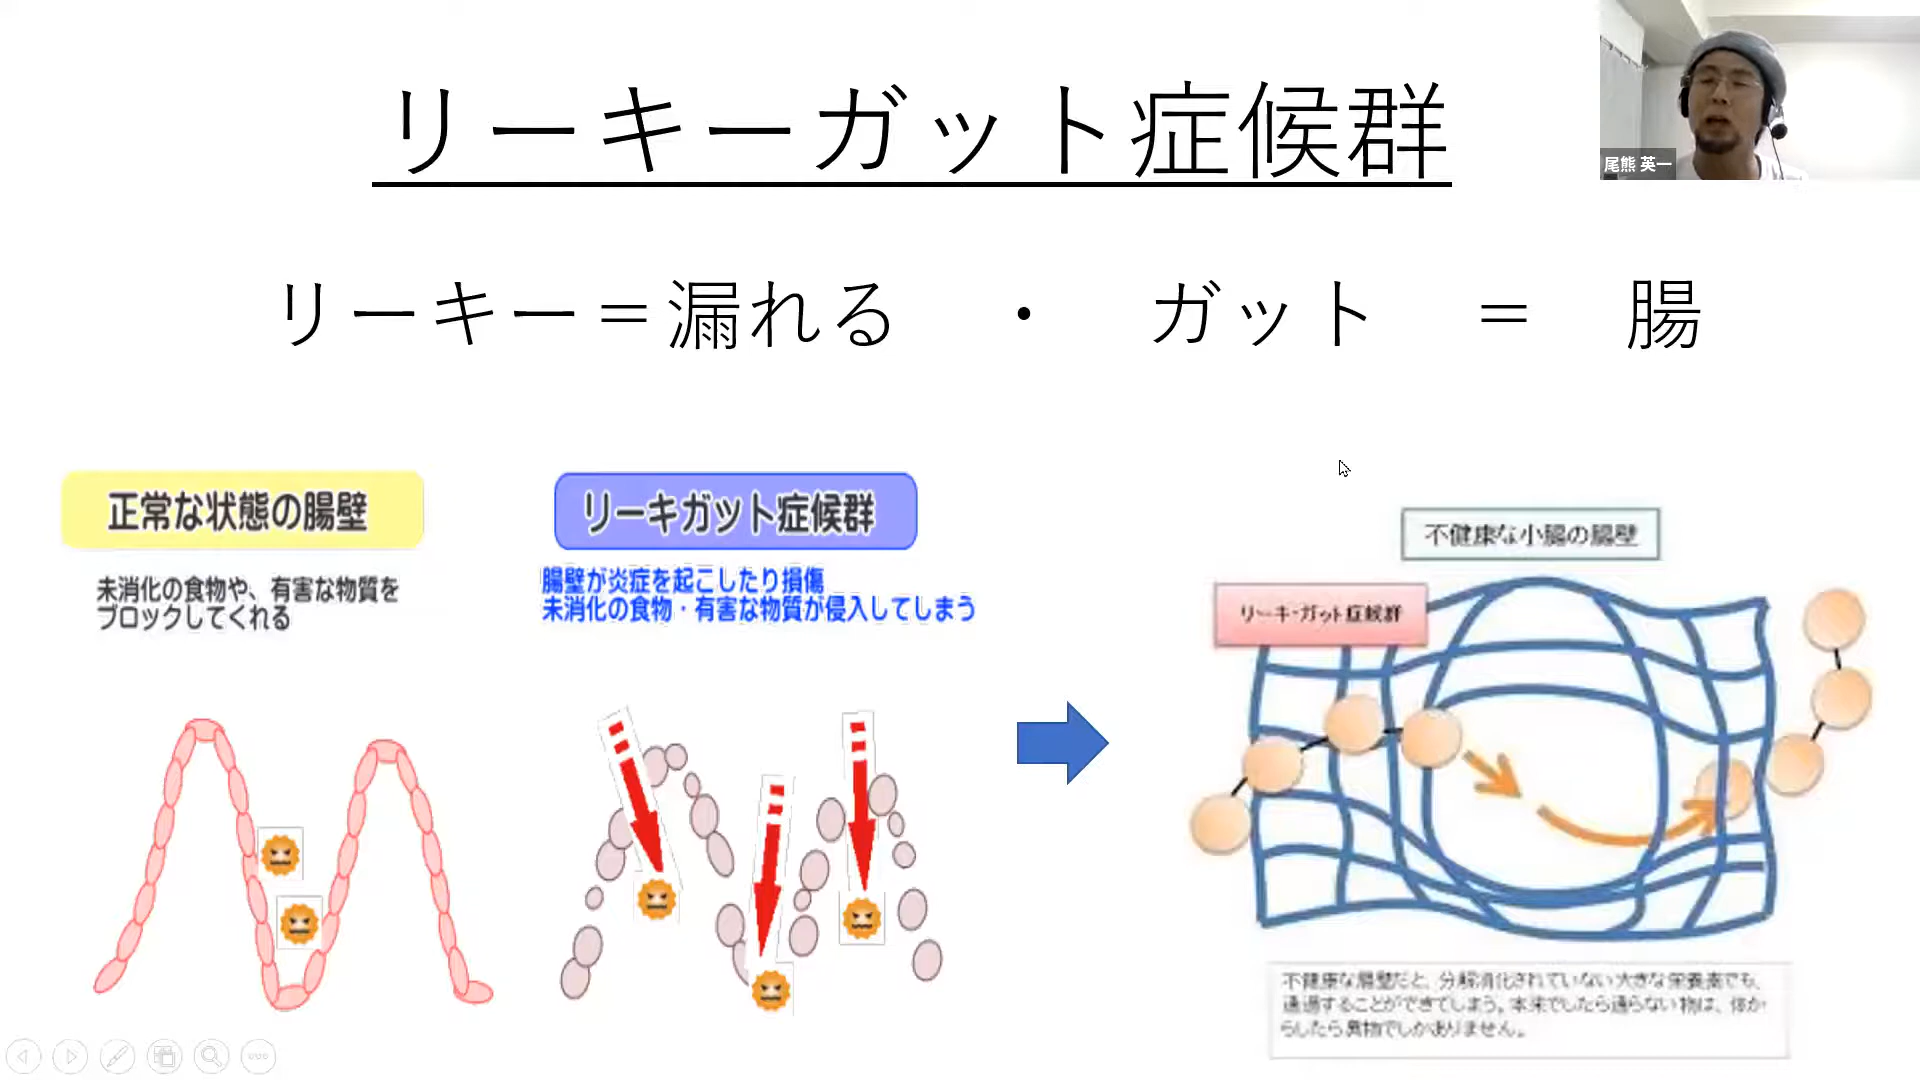 リーキーガット症候群
尾熊 英一
リーキー＝漏れる ・ ガット ＝ 腸
正常な状態の腸壁
未消化の食物や、有害な物質を
ブロックしてくれる
リーキガット症候群
腸壁が炎症を起こしたり損傷
未消化の食物・有害な物質が侵入してしまう
不健康な小腸の腸壁
リーキ・ガット症候群
不健康な腸壁だと、分解消化されていない大きな栄養素でも、
通過することができてしまう。本来でしたら通らない物は、体か
らしたら異物でしかありません。